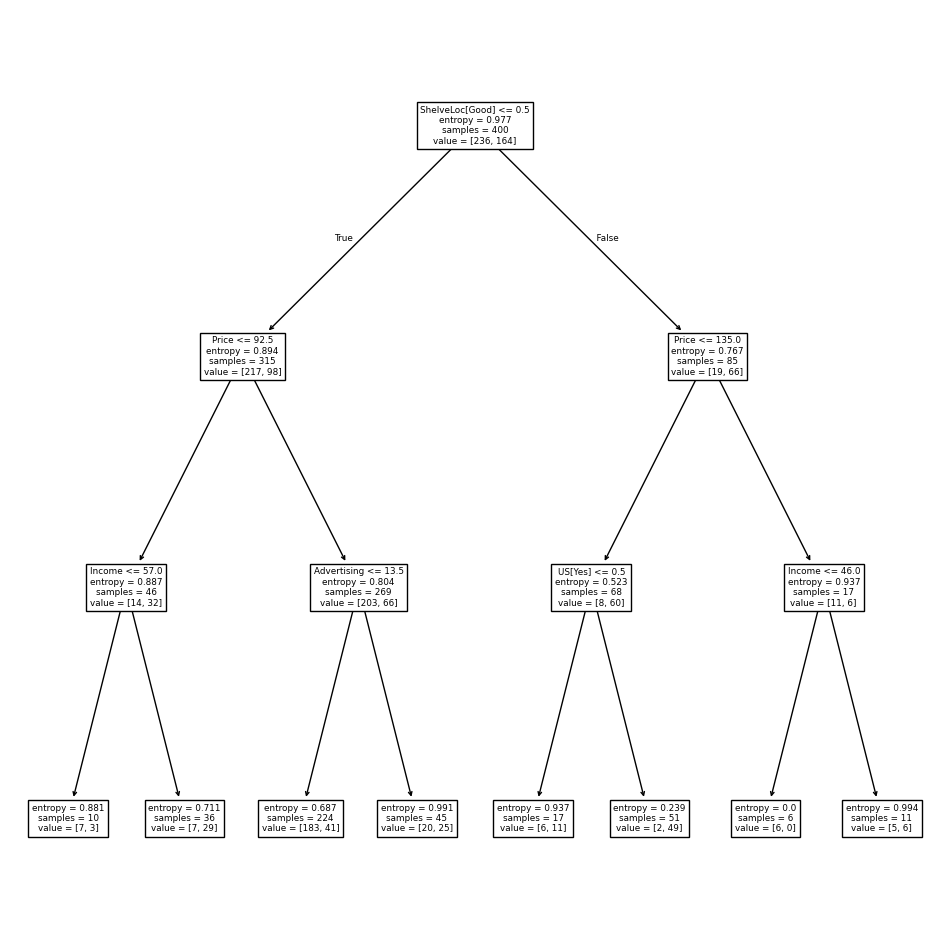 ShelveLoc[Good] <= 0.5
entropy = 0.977
samples = 400
value = [236, 164]
True
False
Price <= 92.5
entropy = 0.894
samples = 315
value = [217, 98]
Price <= 135.0
entropy = 0.767
samples = 85
value = [19, 66]
Income <= 57.0
entropy = 0.887
samples = 46
value = [14, 32]
Advertising <= 13.5
entropy = 0.804
samples = 269
value = [203, 66]
US[Yes] <= 0.5
entropy = 0.523
samples = 68
value = [8, 60]
Income <= 46.0
entropy = 0.937
samples = 17
value = [11, 6]
entropy = 0.881
samples = 10
value = [7, 3]
entropy = 0.711
samples = 36
value = [7, 29]
entropy = 0.687
samples = 224
value = [183, 41]
entropy = 0.991
samples = 45
value = [20, 25]
entropy = 0.937
samples = 17
value = [6, 11]
entropy = 0.239
samples = 51
value = [2, 49]
entropy = 0.0
samples = 6
value = [6, 0]
entropy = 0.994
samples = 11
value = [5, 6]